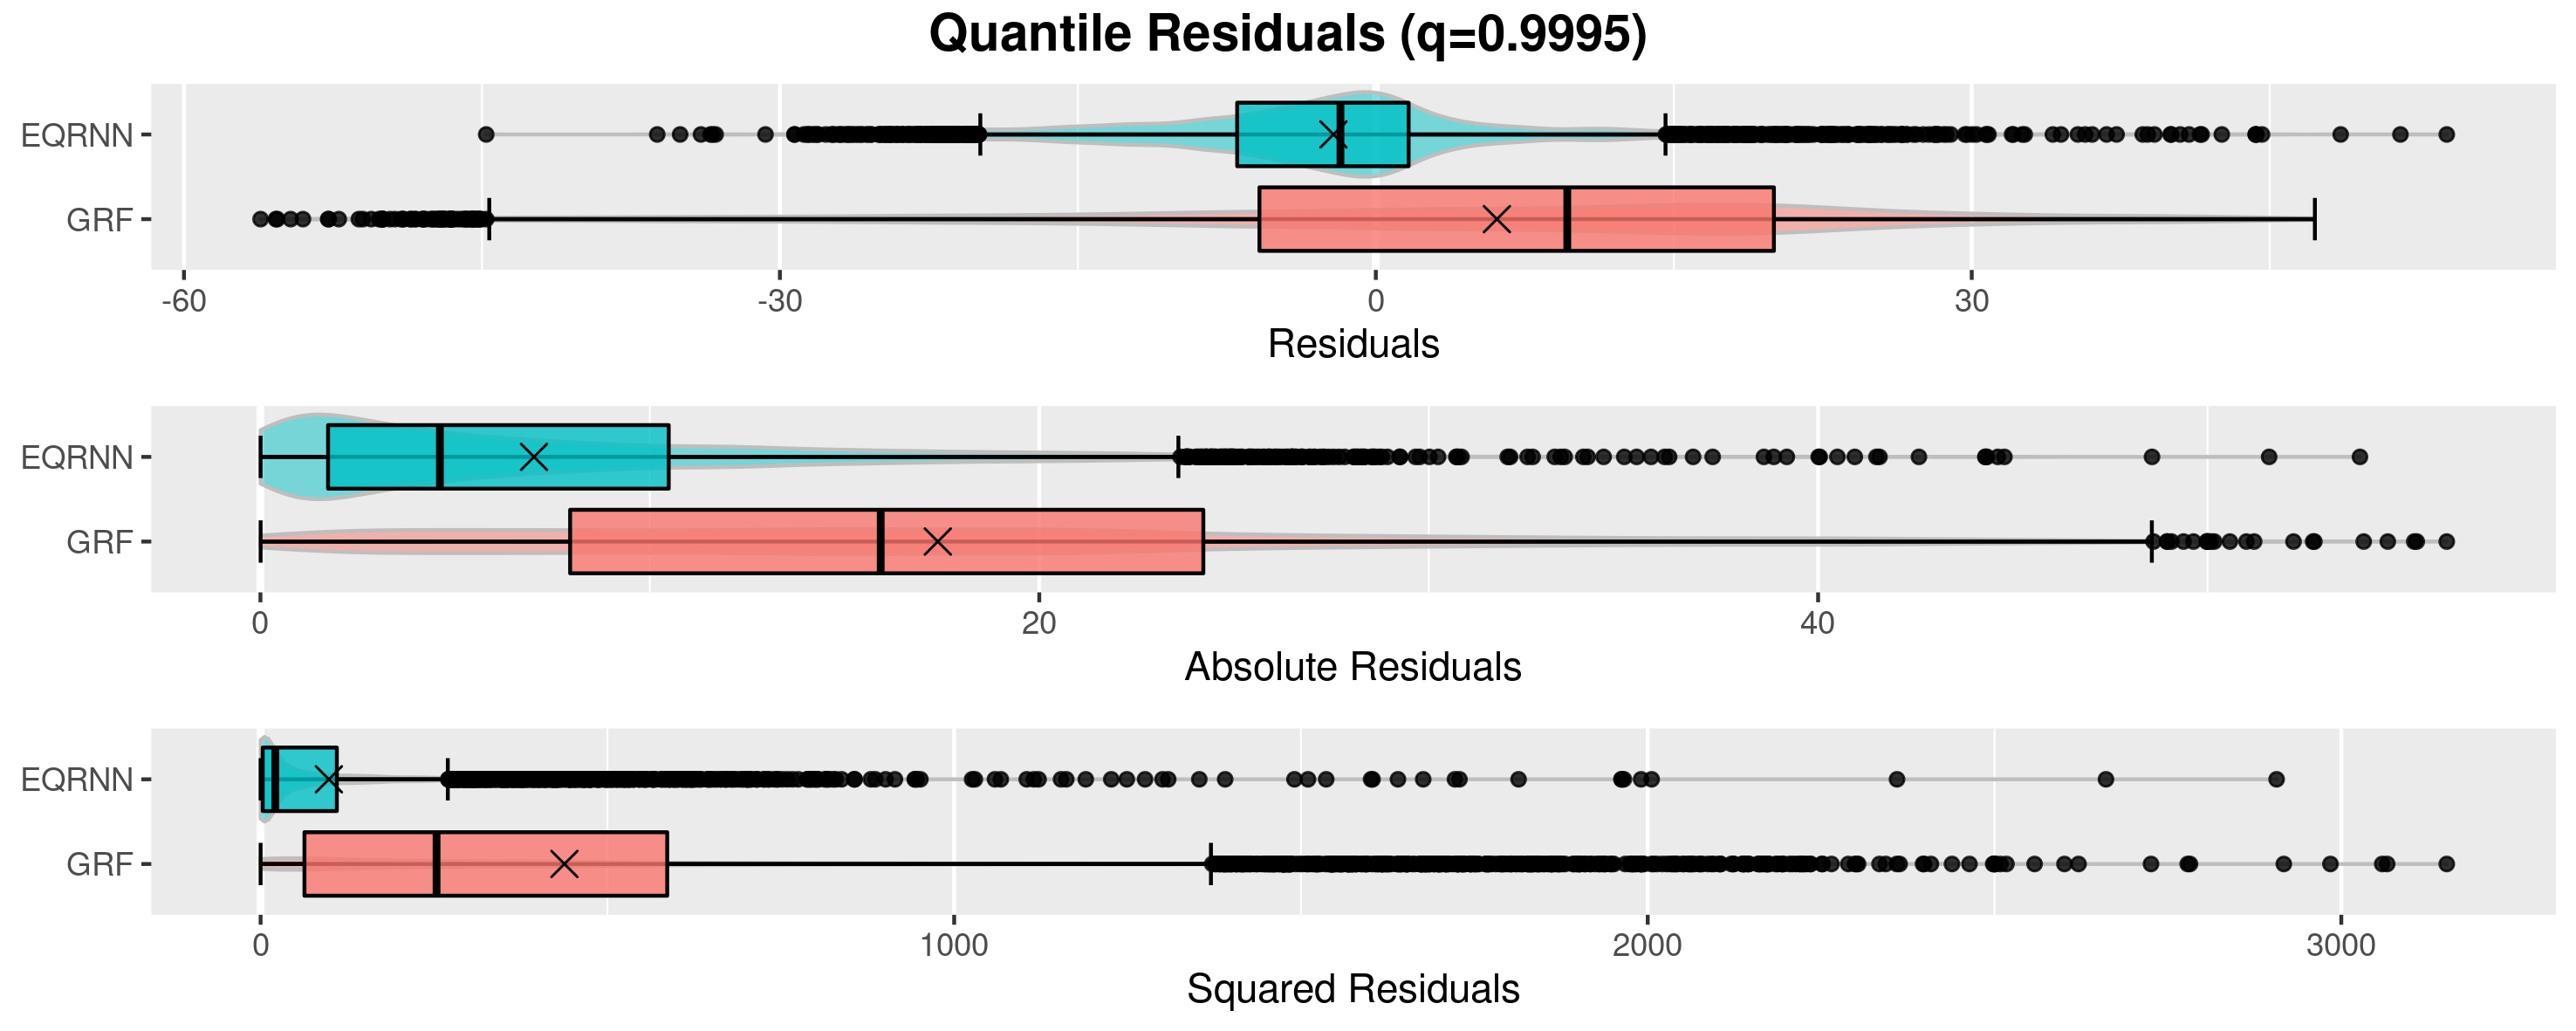 Quantile Residuals (q=0.9995)
EQRNN
GRF
-60 -30 0 30
Residuals
EQRNN
GRF
0 20 40
Absolute Residuals
EQRNN
GRF
0 1000 2000 3000
Squared Residuals